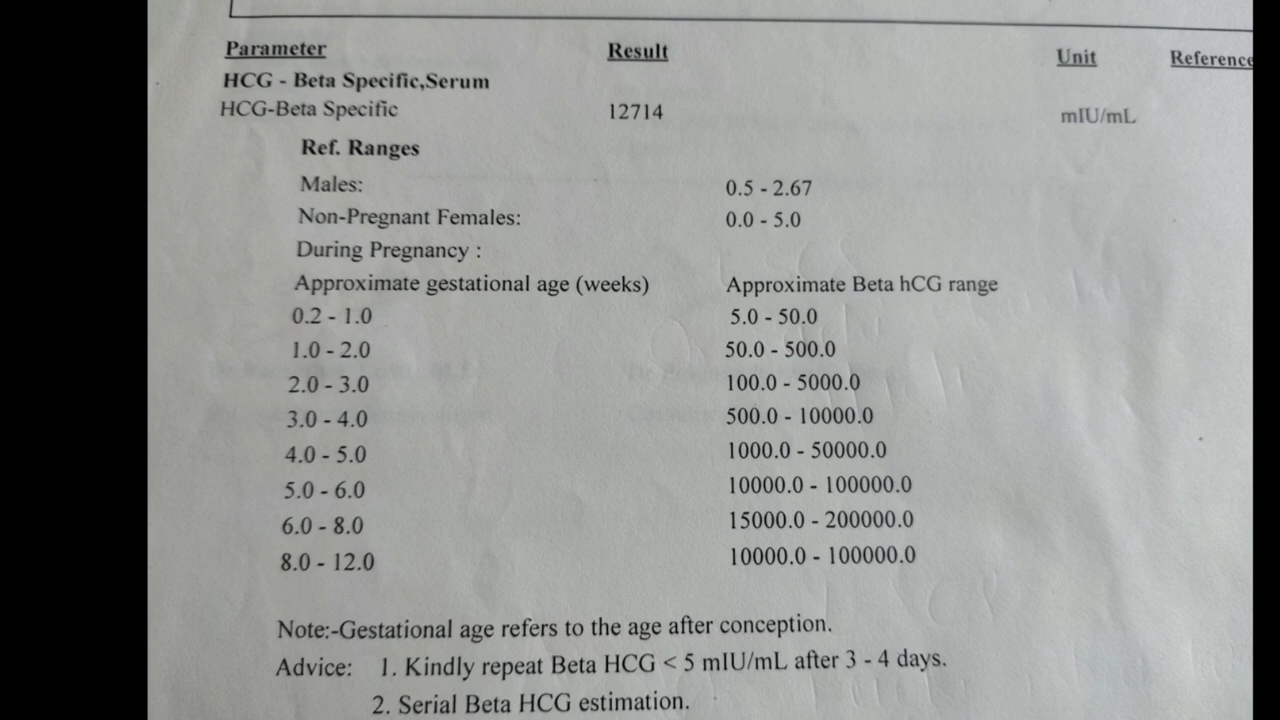 Parameter Result Unit Reference
HCG - Beta Specific,Serum
HCG-Beta Specific 12714 mIU/mL
Ref. Ranges
Males: 0.5 - 2.67
Non-Pregnant Females: 0.0 - 5.0
During Pregnancy :
Approximate gestational age (weeks) Approximate Beta hCG range
0.2 - 1.0 5.0 - 50.0
1.0 - 2.0 50.0 - 500.0
2.0 - 3.0 100.0 - 5000.0
3.0 - 4.0 500.0 - 10000.0
4.0 - 5.0 1000.0 - 50000.0
5.0 - 6.0 10000.0 - 100000.0
6.0 - 8.0 15000.0 - 200000.0
8.0 - 12.0 10000.0 - 100000.0
Note:-Gestational age refers to the age after conception.
Advice: 1. Kindly repeat Beta HCG < 5 mIU/mL after 3 - 4 days.
2. Serial Beta HCG estimation.